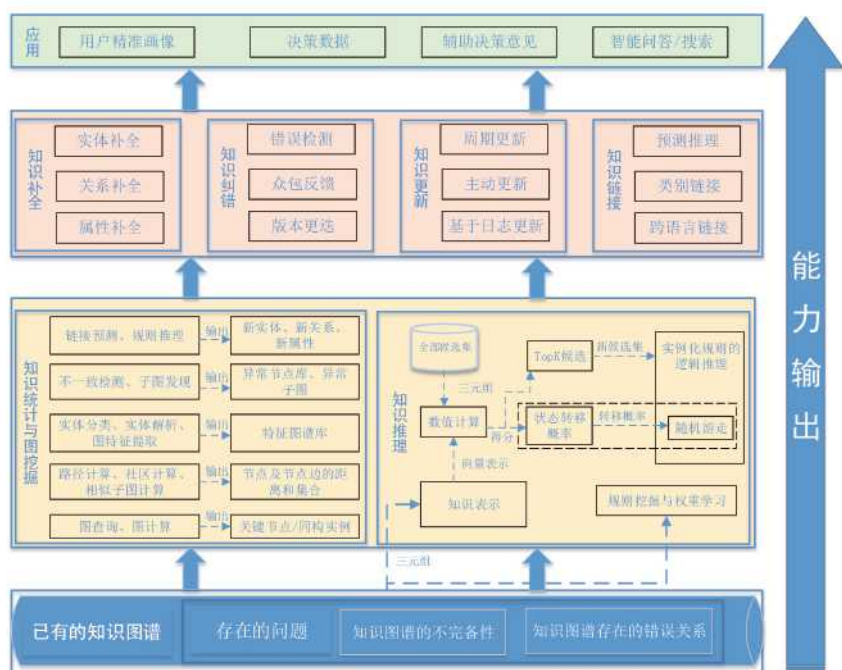 应用
用户精准画像
决策数据
辅助决策意见
智能问答/搜索
知识补全
实体补全
关系补全
属性补全
知识纠错
错误检测
众包反馈
版本更迭
知识更新
周期更新
主动更新
基于日志更新
知识链接
预测推理
类别链接
跨语言链接
能力输出
知识统计与图挖掘
链接预测、规则推理
输出
新实体、新关系、
新属性
不一致检测、子图发现
输出
异常节点库、异常
子图
实体分类、实体解析、
图特征提取
输出
特征图谱库
路径计算、社区计算、
相似子图计算
输出
节点及节点边的距
离和集合
图查询、图计算
输出
关键节点/同构实例
知识推理
全部候选集
三元组
TopK候选
新候选集
实例化规则的
逻辑推理
数值计算
得分
状态转移
概率
转移概率
随机游走
向量表示
知识表示
规则挖掘与权重学习
三元组
已有的知识图谱
存在的问题
知识图谱的不完备性
知识图谱存在的错误关系